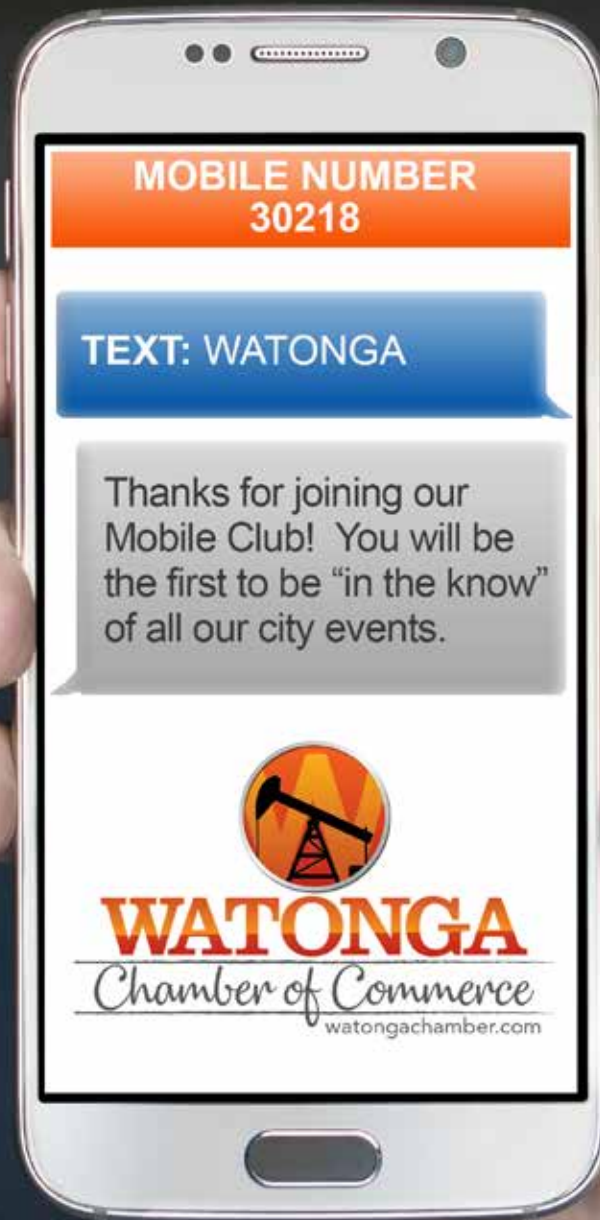 MOBILE NUMBER
30218
TEXT: WATONGA
Thanks for joining our
Mobile Club!  You will be
the first to be “in the know”
of all our city events.
WATONGA
Chamber of Commerce
watongachamber.com